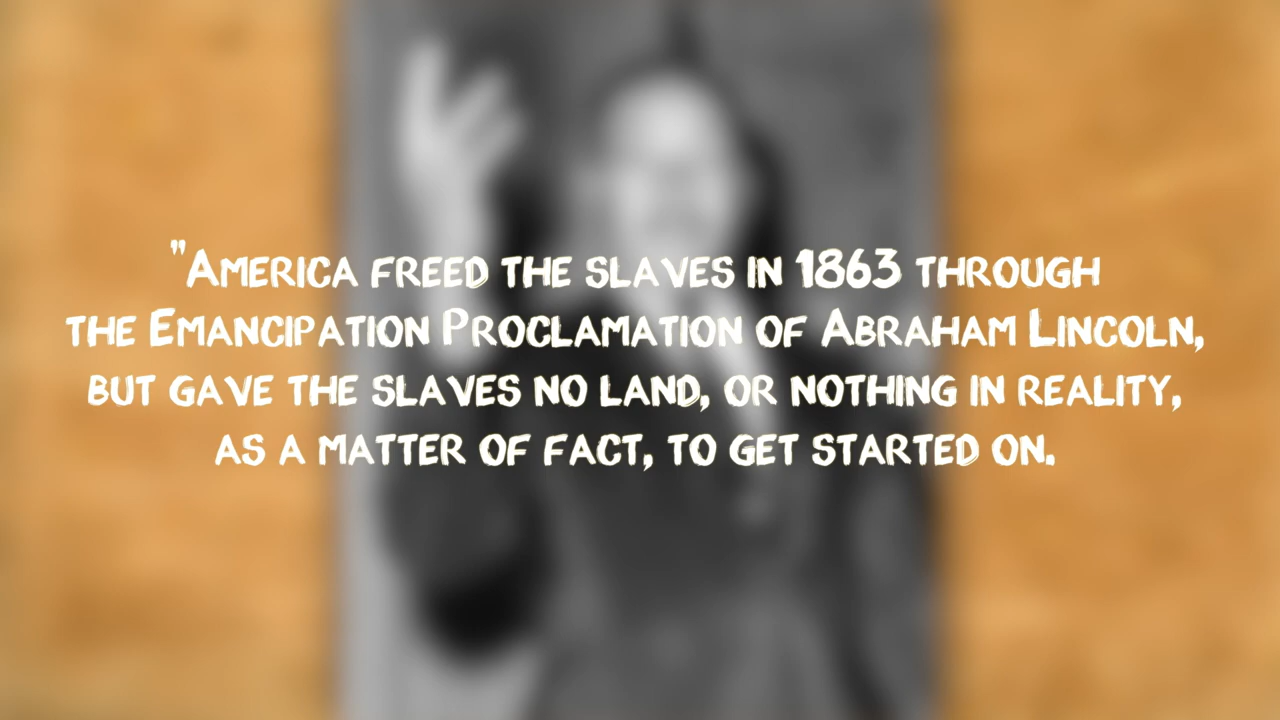 "America freed the slaves in 1863 through
the Emancipation Proclamation of Abraham Lincoln,
but gave the slaves no land, or nothing in reality,
as a matter of fact, to get started on.